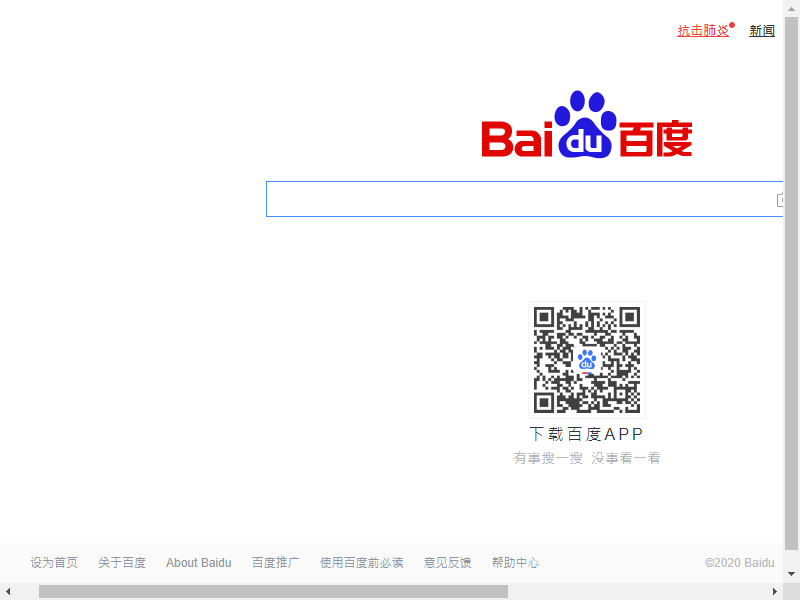 抗击肺炎 新闻
Bai du 百度
du
下载百度APP
有事搜一搜 没事看一看
设为首页 关于百度 About Baidu 百度推广 使用百度前必读 意见反馈 帮助中心 ©2020 Baidu